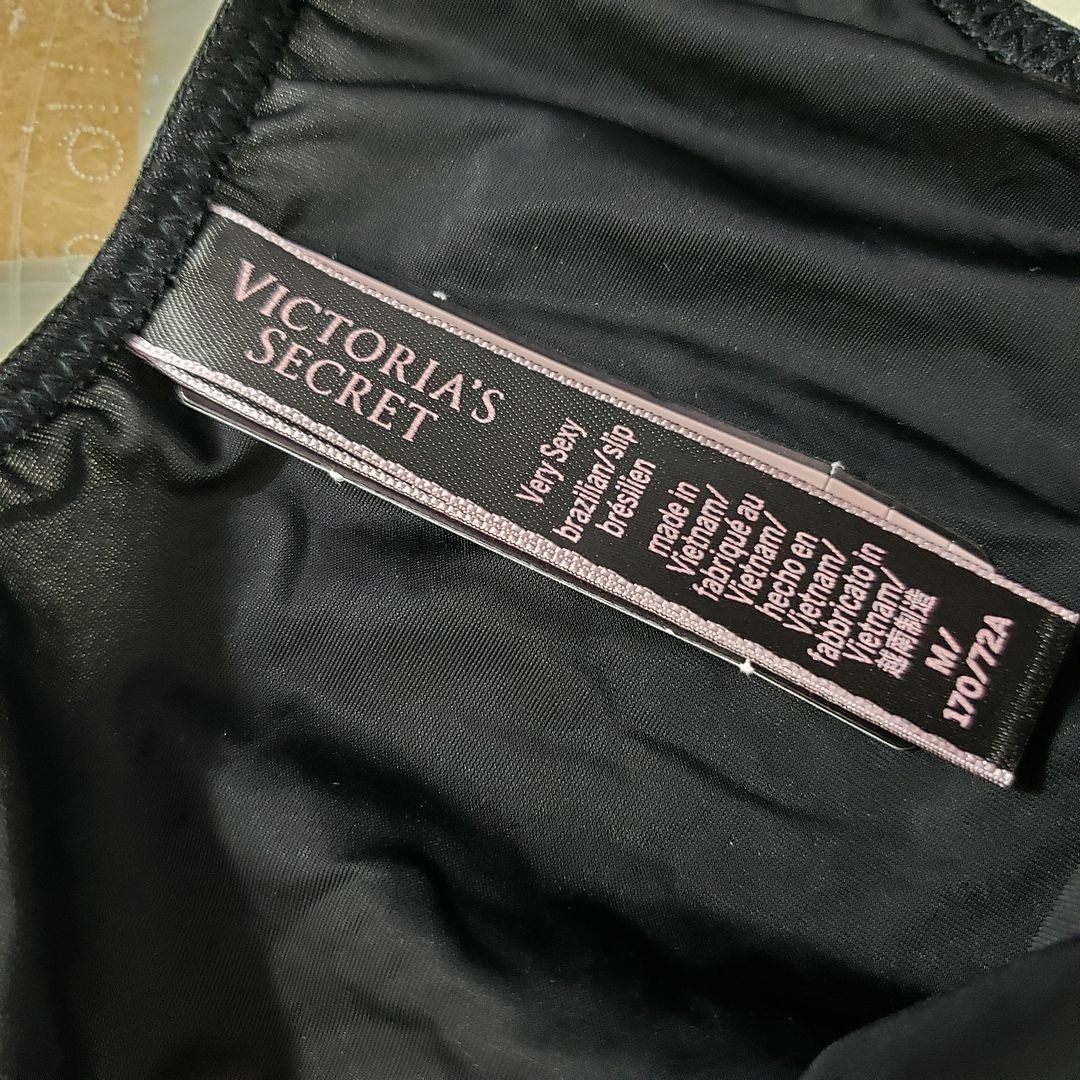 VICTORIA'S
SECRET
Very Sexy
brazilian/slip
brésilien
made in
Vietnam/
fabriqué au
Vietnam/
hecho en
Vietnam/
fabbricato in
Vietnam/
越南制造
M/
170/72A